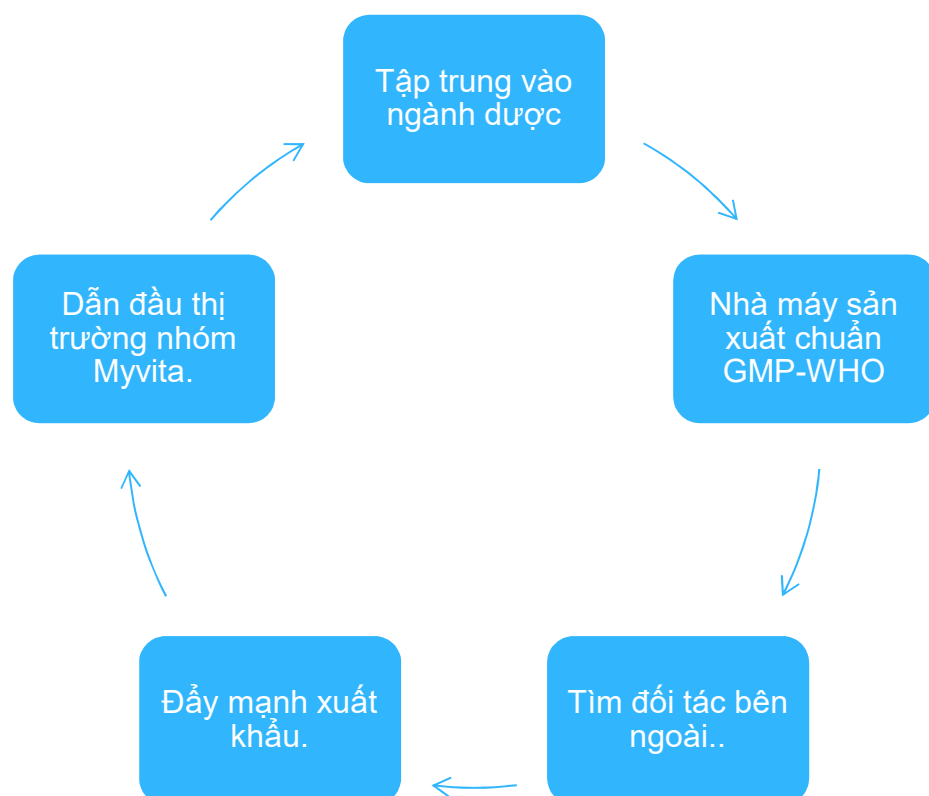 Tập trung vào
ngành dược
Nhà máy sản
xuất chuẩn
GMP-WHO
Tìm đối tác bên
ngoài..
Đẩy mạnh xuất
khẩu.
Dẫn đầu thị
trường nhóm
Myvita.